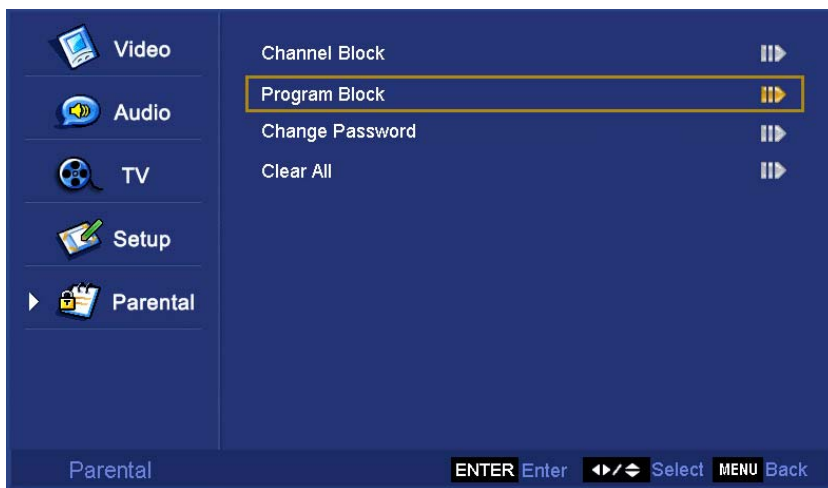 Video
Audio
TV
Setup
Parental
Channel Block
Program Block
Change Password
Clear All
Parental
ENTER Enter Select MENU Back